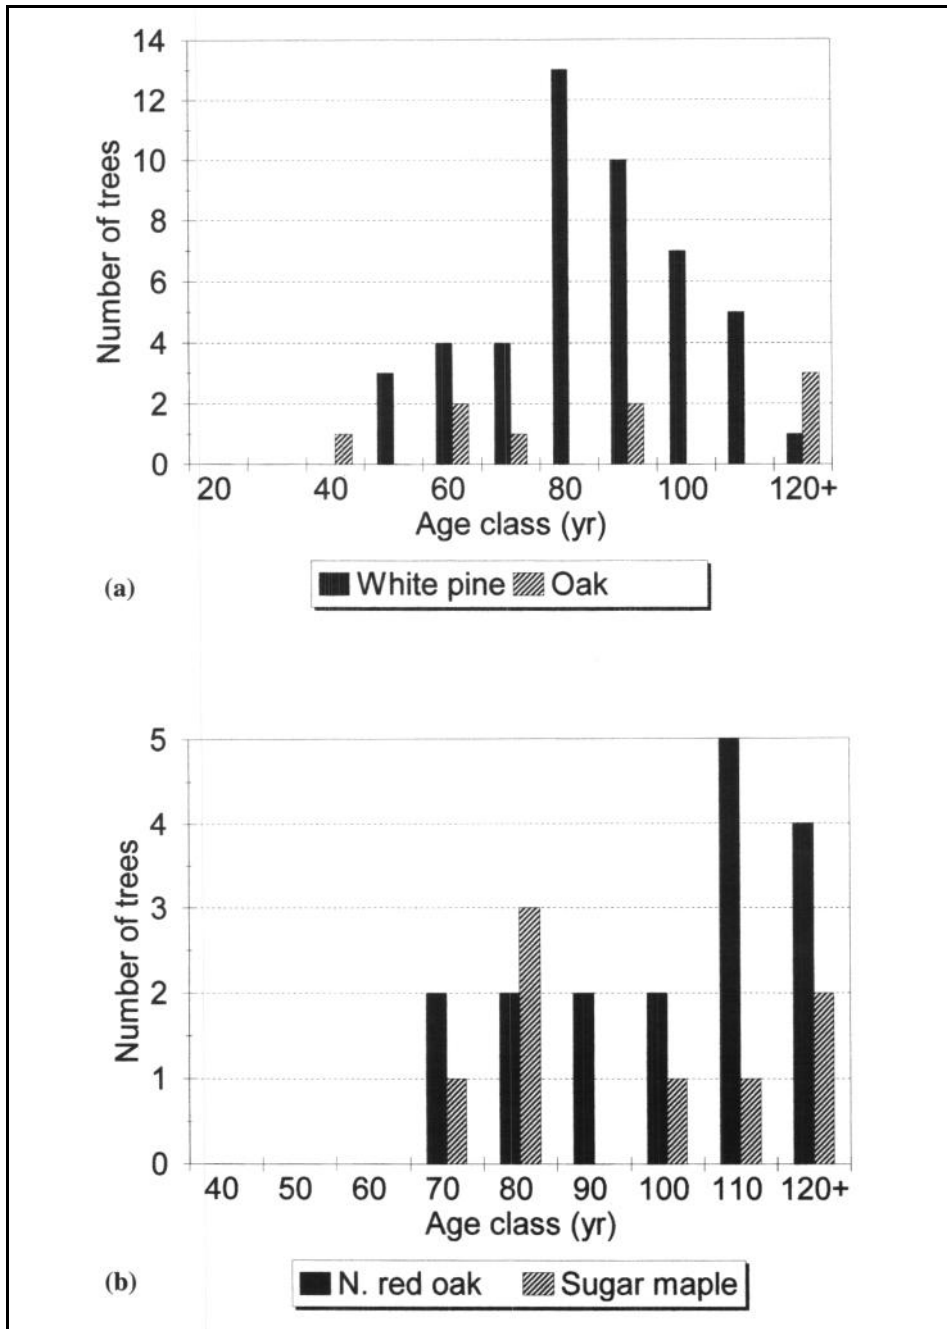 14
12
10
8
6
4
2
0
Number of trees
20 40 60 80 100 120+
Age class (yr)
(a)
White pine Oak
5
4
3
2
1
0
Number of trees
40 50 60 70 80 90 100 110 120+
Age class (yr)
(b)
N. red oak Sugar maple